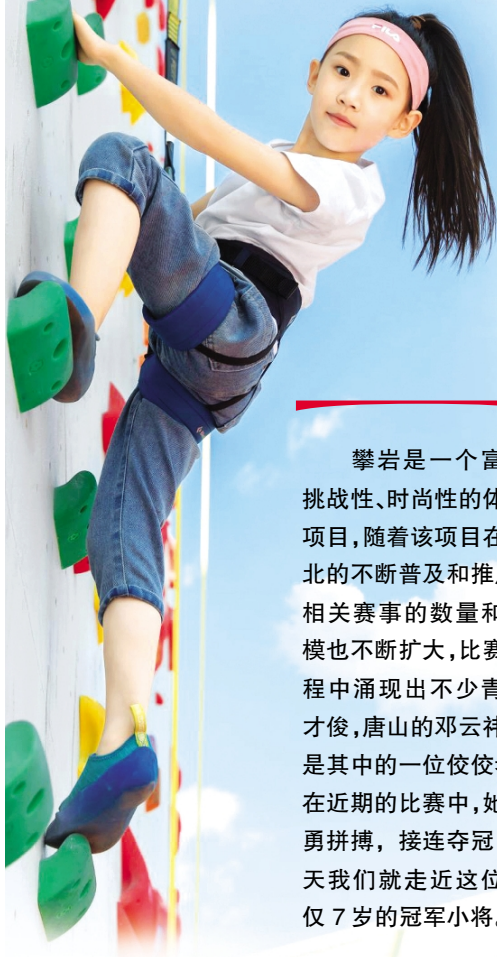 FILA
攀岩是一个富
挑战性、时尚性的体
项目,随着该项目在
北的不断普及和推
相关赛事的数量和
模也不断扩大,比赛
程中涌现出不少青
才俊,唐山的邓云
是其中的一位佼佼
在近期的比赛中,她
勇拼搏，接连夺冠
天我们就走近这位
仅7岁的冠军小将